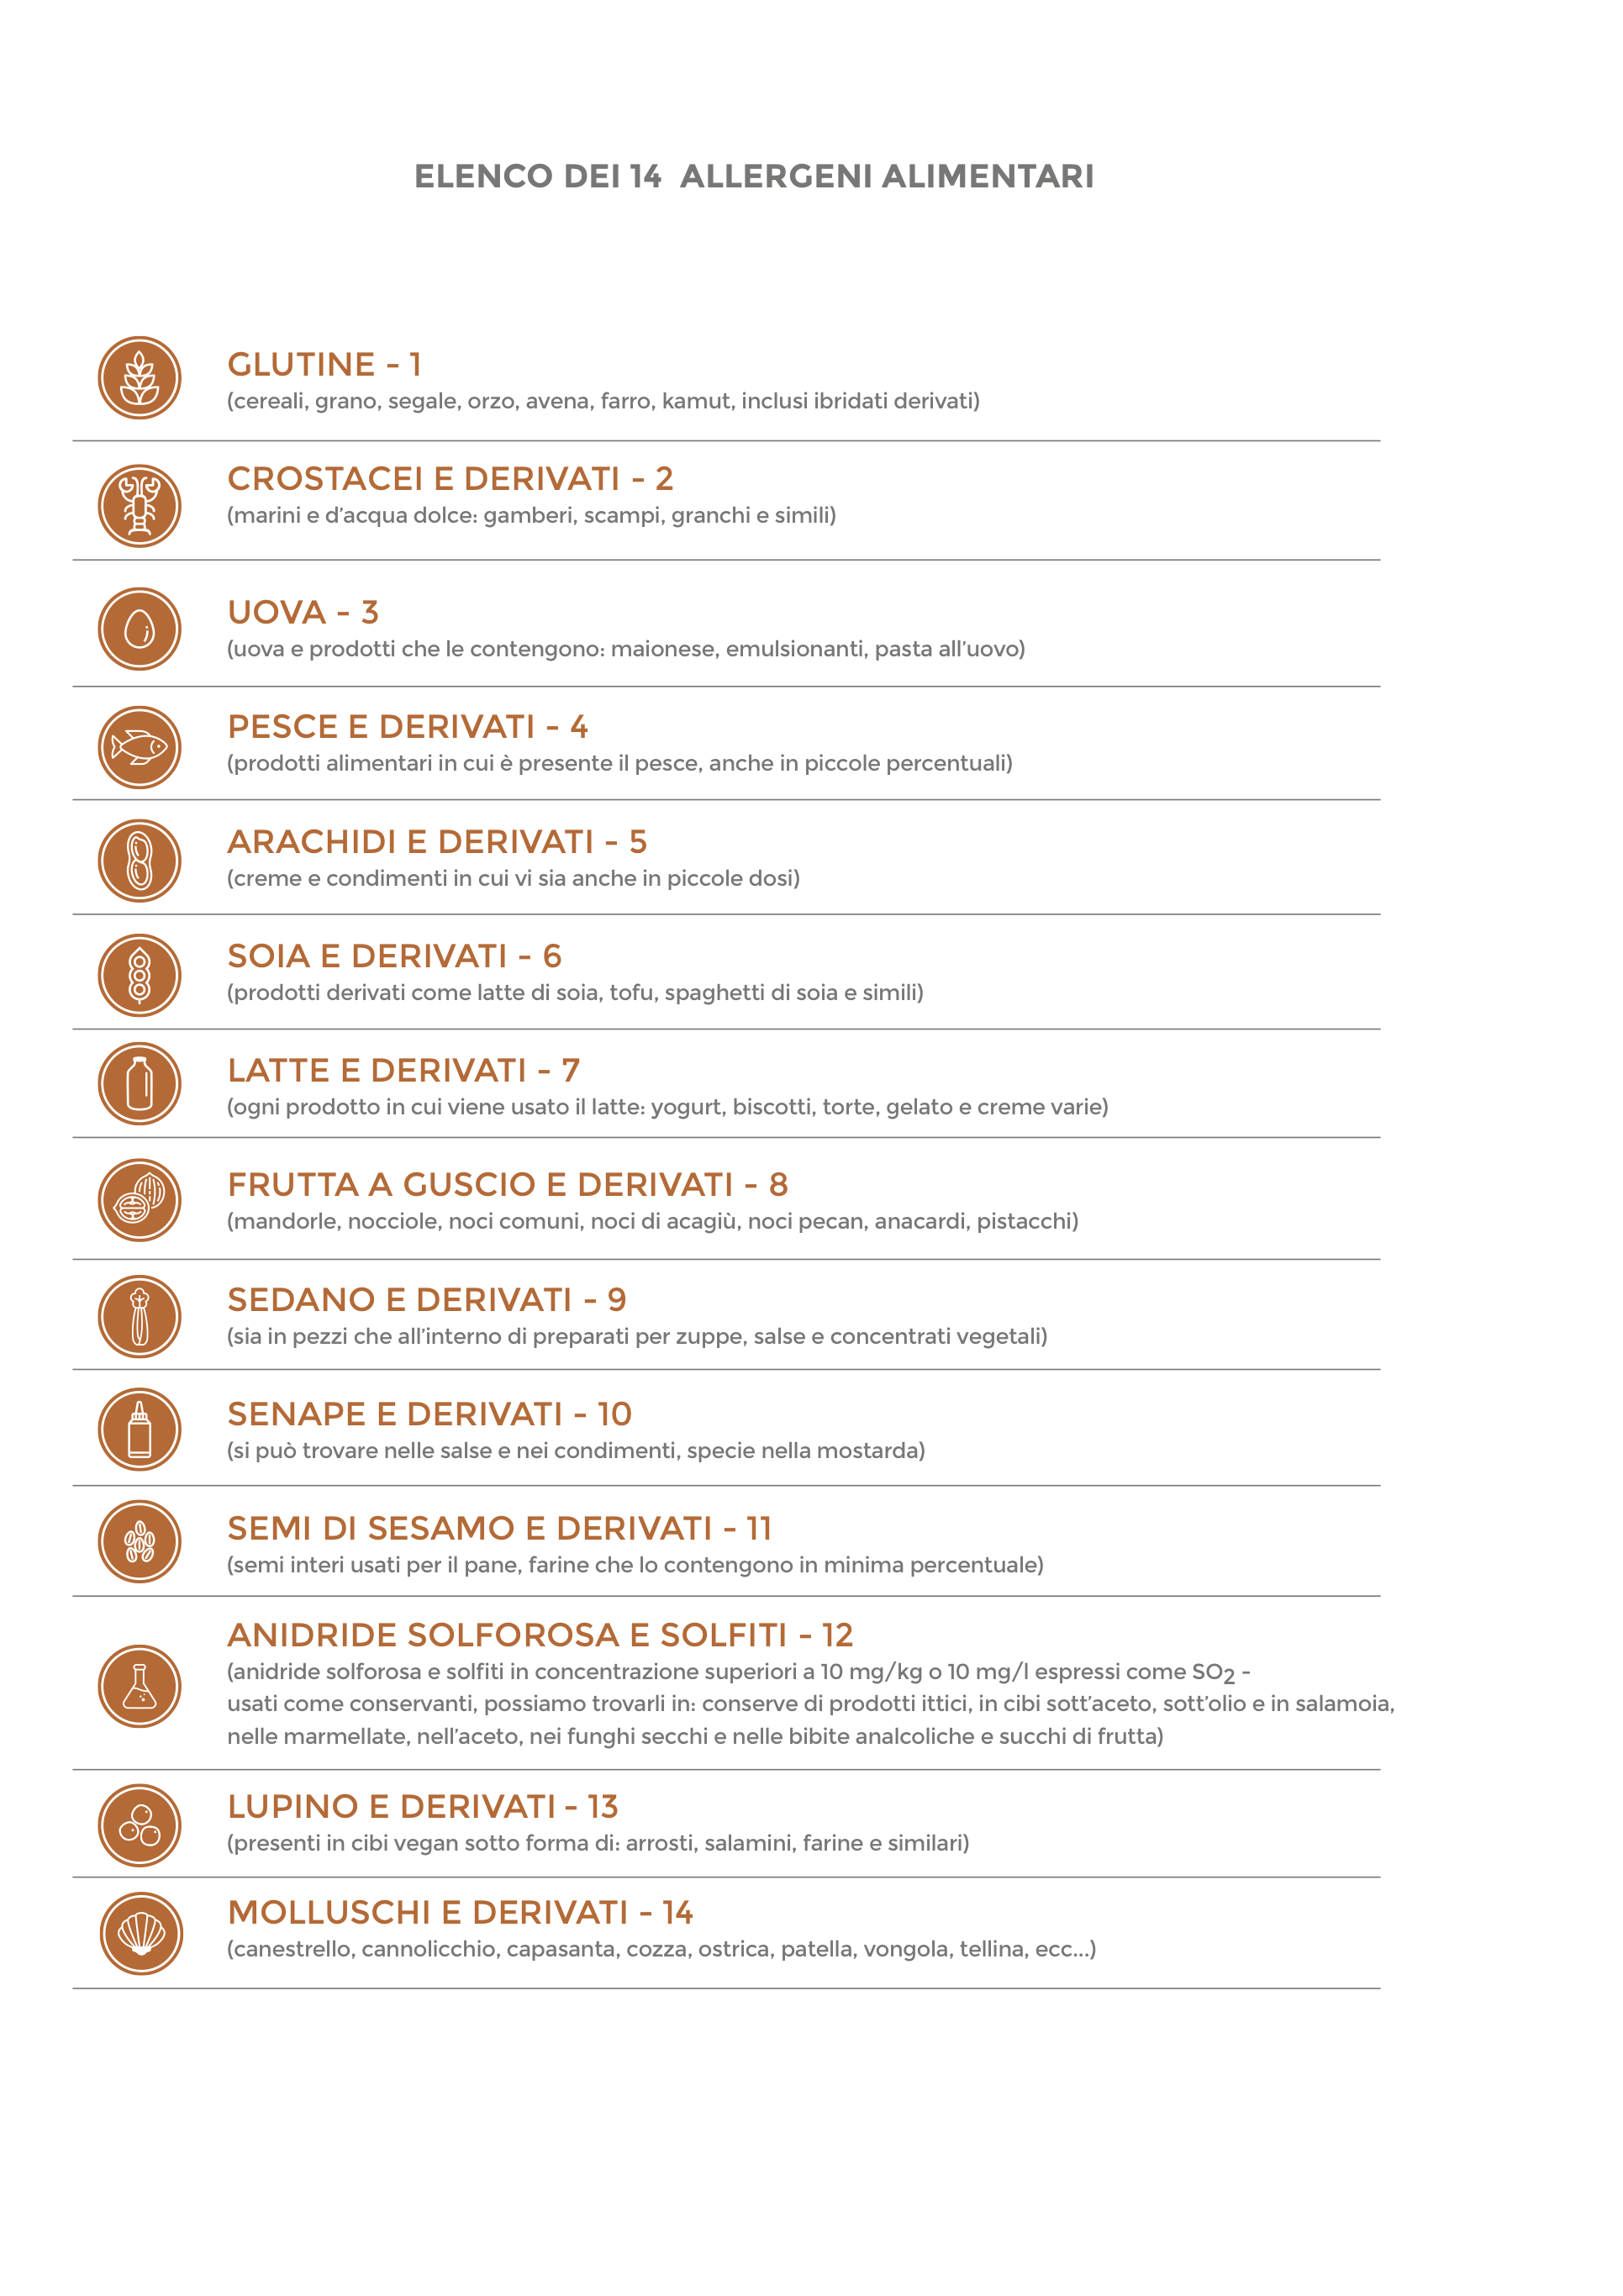 ELENCO DEI 14 ALLERGENI ALIMENTARI
GLUTINE - 1
(cereali, grano, segale, orzo, avena, farro, kamut, inclusi ibridati derivati)
CROSTACEI E DERIVATI - 2
(marini e d’acqua dolce: gamberi, scampi, granchi e simili)
UOVA - 3
(uova e prodotti che le contengono: maionese, emulsionanti, pasta all’uovo)
PESCE E DERIVATI - 4
(prodotti alimentari in cui è presente il pesce, anche in piccole percentuali)
ARACHIDI E DERIVATI - 5
(creme e condimenti in cui vi sia anche in piccole dosi)
SOIA E DERIVATI - 6
(prodotti derivati come latte di soia, tofu, spaghetti di soia e simili)
LATTE E DERIVATI - 7
(ogni prodotto in cui viene usato il latte: yogurt, biscotti, torte, gelato e creme varie)
FRUTTA A GUSCIO E DERIVATI - 8
(mandorle, nocciole, noci comuni, noci di acagiù, noci pecan, anacardi, pistacchi)
SEDANO E DERIVATI - 9
(sia in pezzi che all’interno di preparati per zuppe, salse e concentrati vegetali)
SENAPE E DERIVATI - 10
(si può trovare nelle salse e nei condimenti, specie nella mostarda)
SEMI DI SESAMO E DERIVATI - 11
(semi interi usati per il pane, farine che lo contengono in minima percentuale)
ANIDRIDE SOLFOROSA E SOLFITI - 12
(anidride solforosa e solfiti in concentrazione superiori a 10 mg/kg o 10 mg/l espressi come SO₂ -
usati come conservanti, possiamo trovarli in: conserve di prodotti ittici, in cibi sott’aceto, sott’olio e in salamoia,
nelle marmellate, nell’aceto, nei funghi secchi e nelle bibite analcoliche e succhi di frutta)
LUPINO E DERIVATI - 13
(presenti in cibi vegan sotto forma di: arrosti, salamini, farine e similari)
MOLLUSCHI E DERIVATI - 14
(canestrello, cannolicchio, capasanta, cozza, ostrica, patella, vongola, tellina, ecc...)